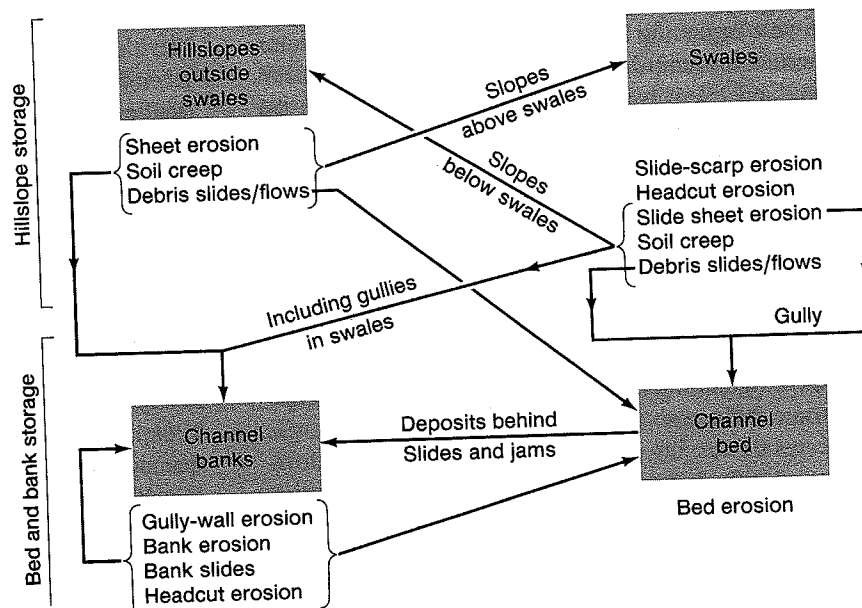 Hillslope storage
Hillslopes
outside
swales
Swales
Slopes
above swales
Slopes
below swales
Sheet erosion
Soil creep
Debris slides/flows
Slide-scarp erosion
Headcut erosion
Slide sheet erosion
Soil creep
Debris slides/flows
Including gullies
in swales
Gully
Bed and bank storage
Channel
banks
Deposits behind
Slides and jams
Channel
bed
Bed erosion
Gully-wall erosion
Bank erosion
Bank slides
Headcut erosion